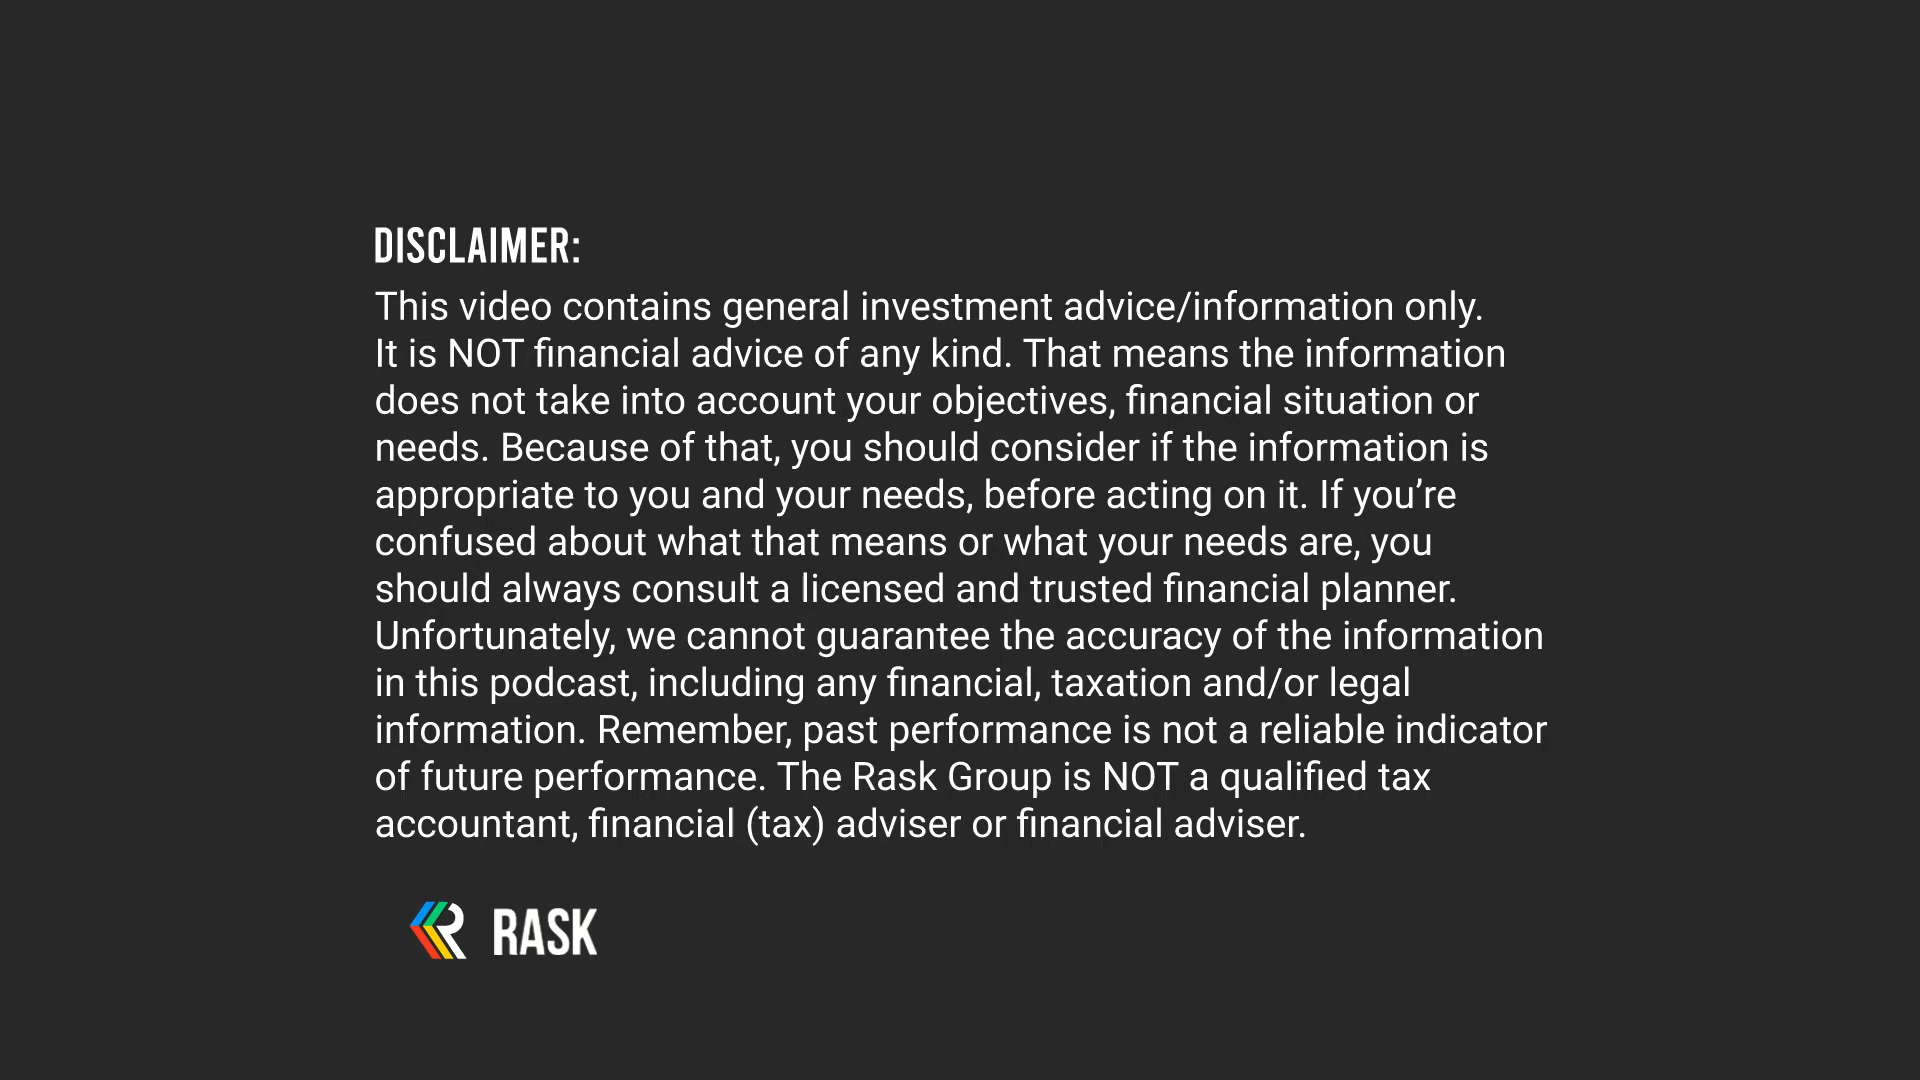 DISCLAIMER:
This video contains general investment advice/information only.
It is NOT financial advice of any kind. That means the information
does not take into account your objectives, financial situation or
needs. Because of that, you should consider if the information is
appropriate to you and your needs, before acting on it. If you’re
confused about what that means or what your needs are, you
should always consult a licensed and trusted financial planner.
Unfortunately, we cannot guarantee the accuracy of the information
in this podcast, including any financial, taxation and/or legal
information. Remember, past performance is not a reliable indicator
of future performance. The Rask Group is NOT a qualified tax
accountant, financial (tax) adviser or financial adviser.
RASK